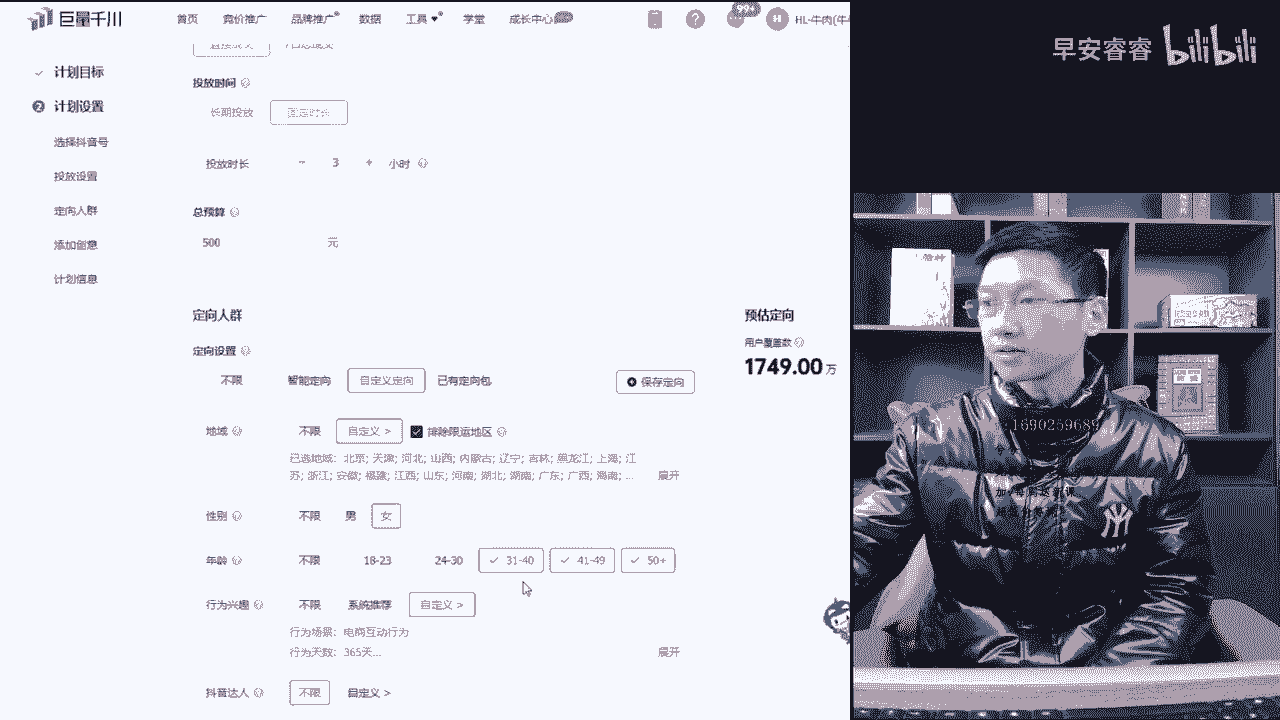 巨量千川
首页 竞价推广 品牌推广 数据 工具 学堂 成长中心 99+ H HL-牛肉(牛
早安睿睿 bilibili
计划目标
2 计划设置
选择抖音号
投放设置
定向人群
添加创意
计划信息
投放时间
长期投放 固定时长
投放时长 - 3 + 小时
总预算
500 元
定向人群
定向设置
不限 智能定向 自定义定向 已有定向包 保存定向
地域 不限 自定义 > 排除限运地区
已选地域：北京；天津；河北；山西；内蒙古；辽宁；吉林；黑龙江；上海；江
苏；浙江；安徽；福建；江西；山东；河南；湖北；湖南；广东；广西；海南；... 展开
性别 不限 男 女
年龄 不限 18-23 24-30 31-40 41-49 50+
行为兴趣 不限 系统推荐 自定义 >
行为场景：电商互动行为
行为天数：365天... 展开
抖音达人 不限 自定义 >
预估定向
用户覆盖数
1749.00 万